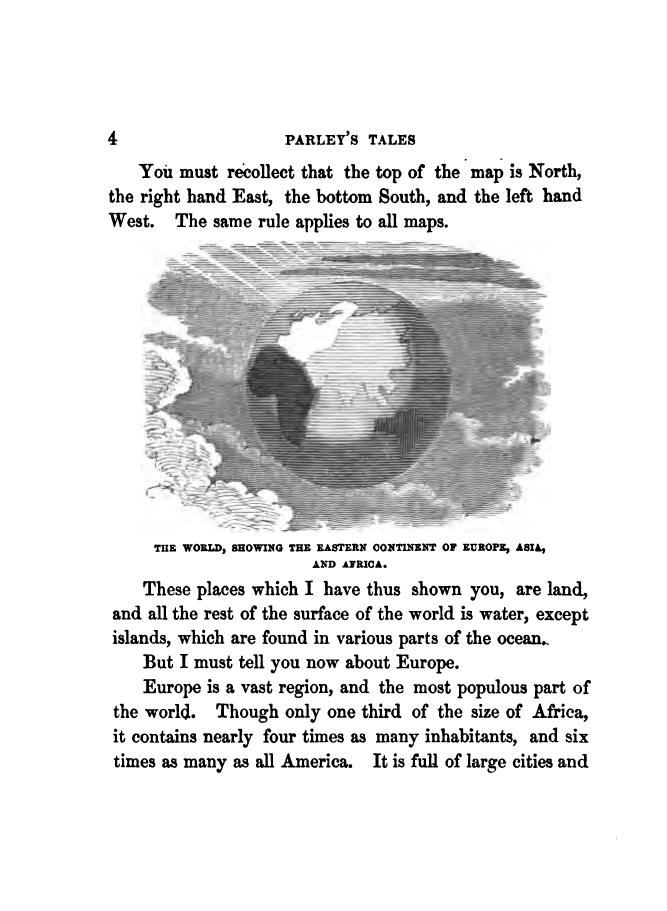 4 PARLEY'S TALES
You must recollect that the top of the map is North,
the right hand East, the bottom South, and the left hand
West. The same rule applies to all maps.
THE WORLD, SHOWING THE EASTERN CONTINENT OF EUROPE, ASIA,
AND AFRICA.
These places which I have thus shown you, are land,
and all the rest of the surface of the world is water, except
islands, which are found in various parts of the ocean.
But I must tell you now about Europe.
Europe is a vast region, and the most populous part of
the world. Though only one third of the size of Africa,
it contains nearly four times as many inhabitants, and six
times as many as all America. It is full of large cities and